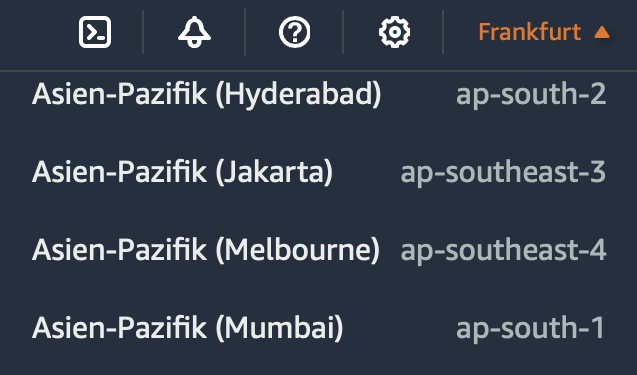 Frankfurt
Asien-Pazifik (Hyderabad) ap-south-2
Asien-Pazifik (Jakarta) ap-southeast-3
Asien-Pazifik (Melbourne) ap-southeast-4
Asien-Pazifik (Mumbai) ap-south-1